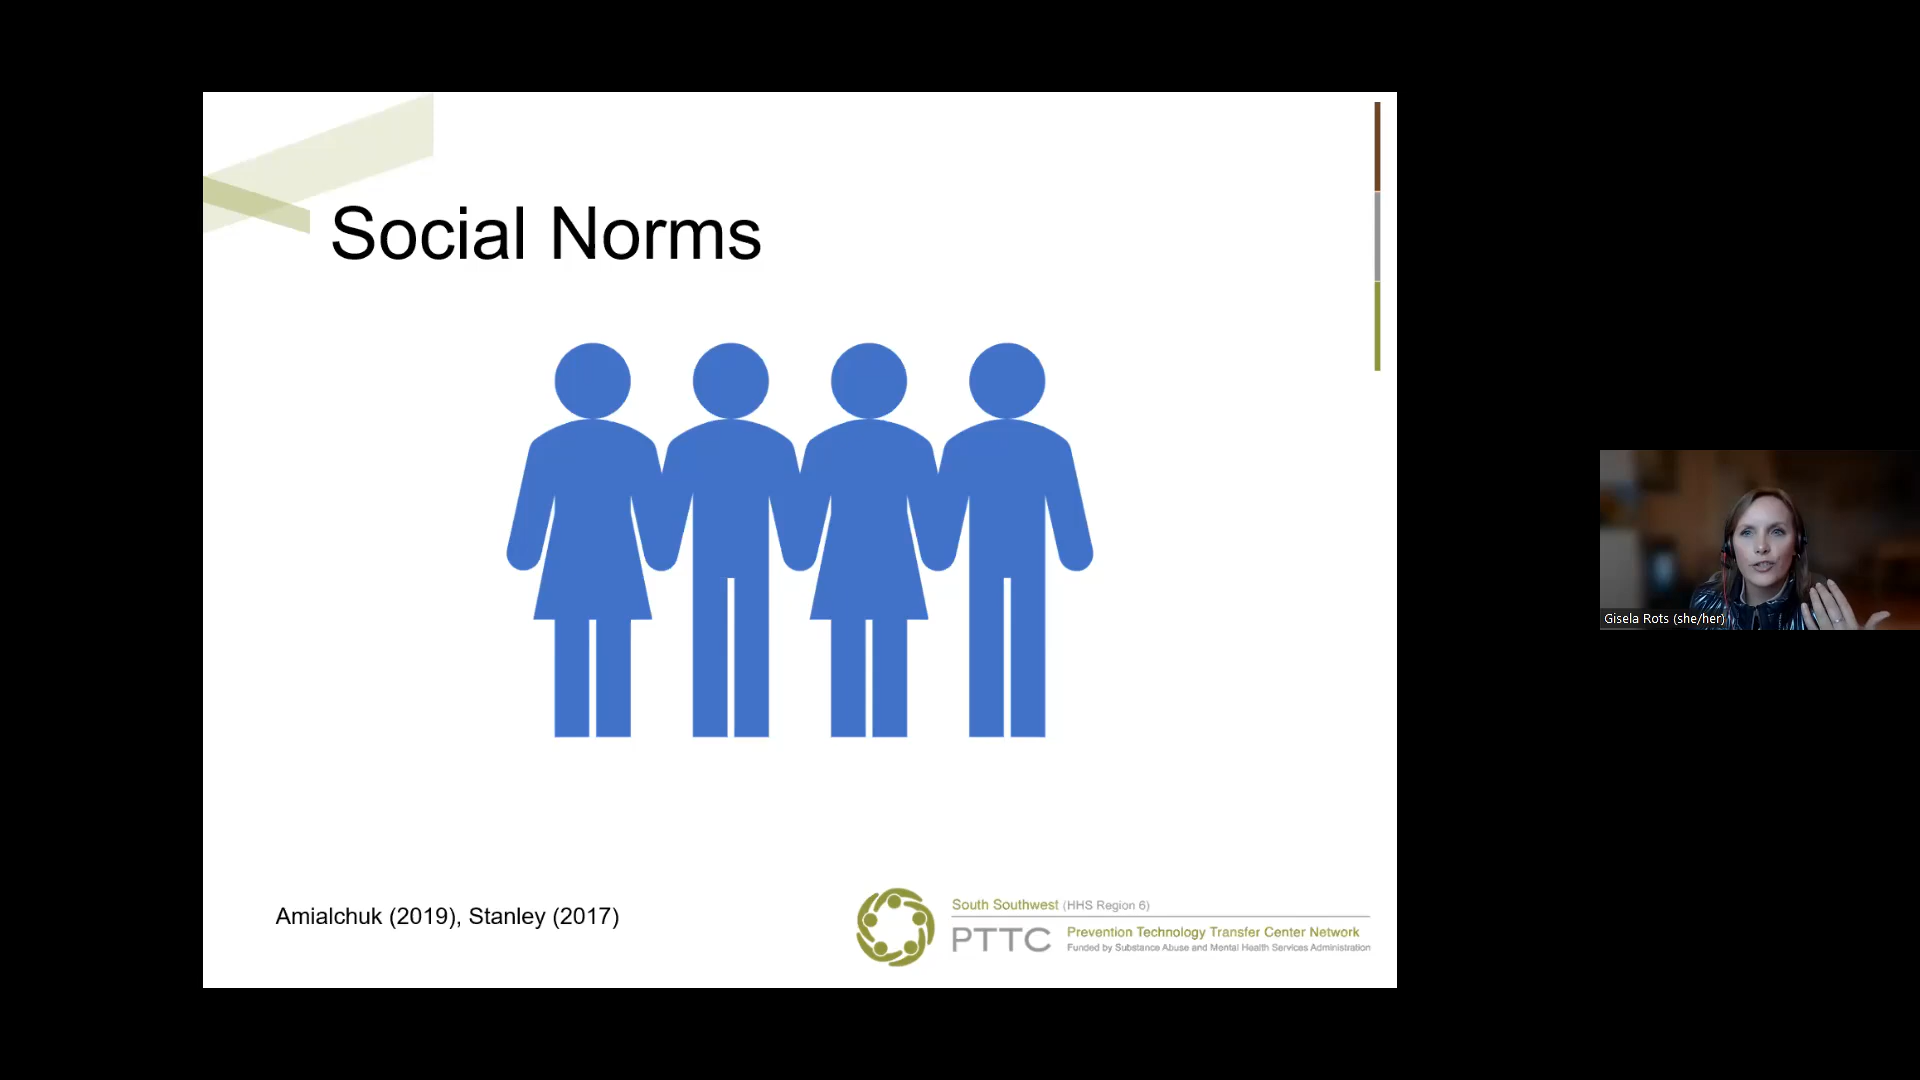 Social Norms
Amialchuk (2019), Stanley (2017)
South Southwest (HHS Region 6)
PTTC
Prevention Technology Transfer Center Network
Funded by Substance Abuse and Mental Health Services Administration
Gisela Rots (she/her)